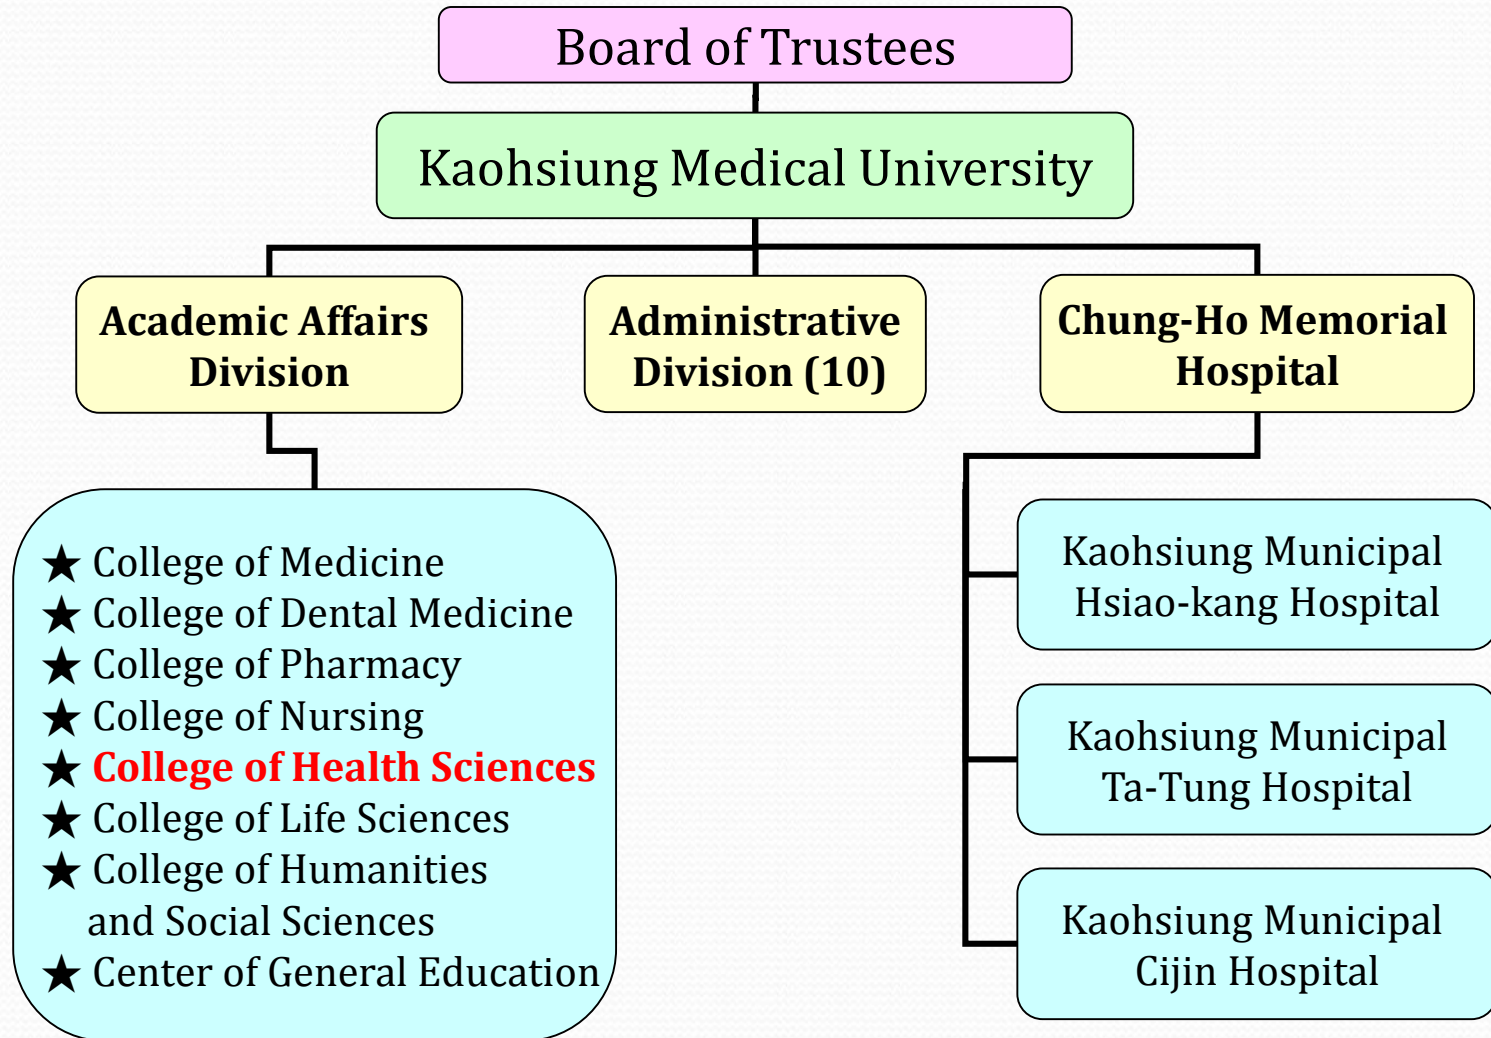 Board of Trustees
Kaohsiung Medical University
Academic Affairs
Division
Administrative
Division (10)
Chung-Ho Memorial
Hospital
★ College of Medicine
★ College of Dental Medicine
★ College of Pharmacy
★ College of Nursing
★ College of Health Sciences
★ College of Life Sciences
★ College of Humanities
and Social Sciences
★ Center of General Education
Kaohsiung Municipal
Hsiao-kang Hospital
Kaohsiung Municipal
Ta-Tung Hospital
Kaohsiung Municipal
Cijin Hospital